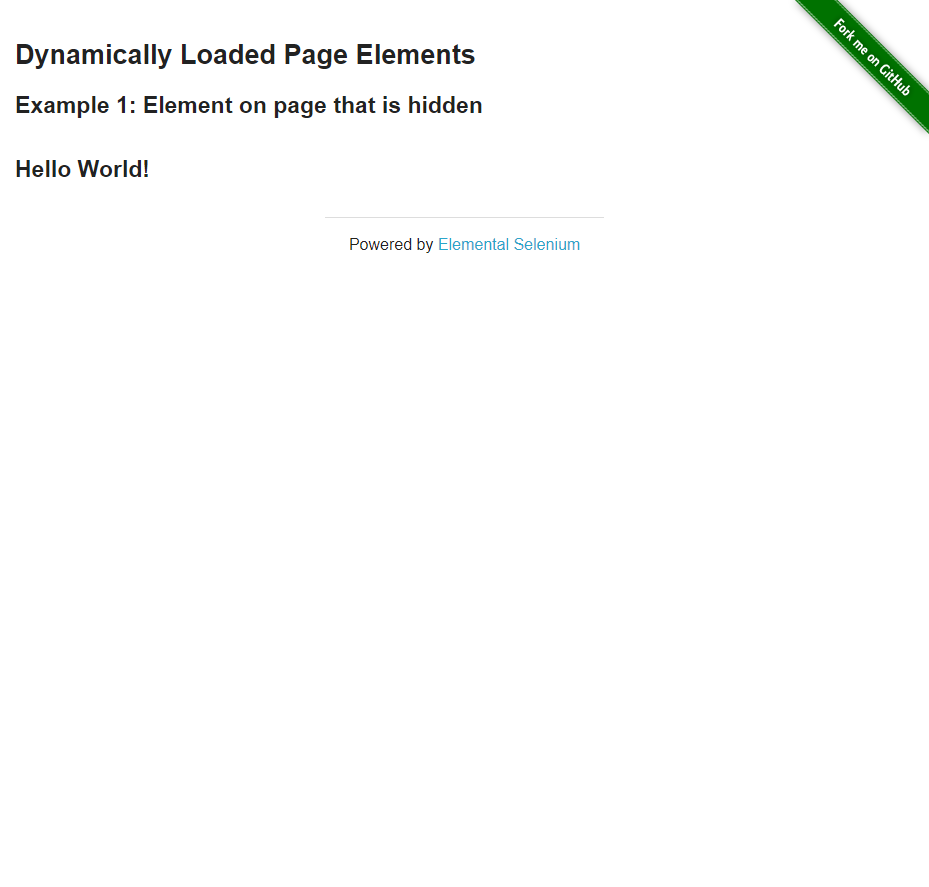 Dynamically Loaded Page Elements
Example 1: Element on page that is hidden
Hello World!
Powered by Elemental Selenium
Fork me on GitHub